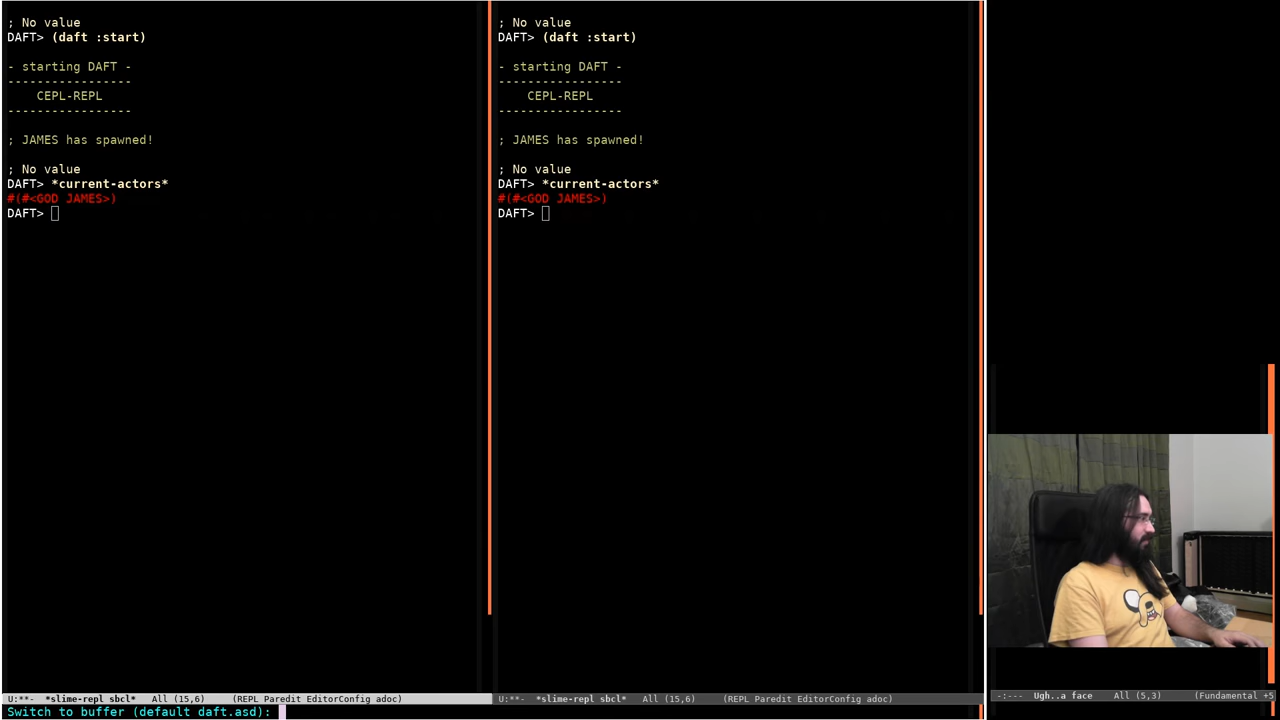 ; No value
DAFT> (daft :start)
- starting DAFT -
-----------------
CEPL-REPL
-----------------
; JAMES has spawned!
; No value
DAFT> *current-actors*
#(#<GOD JAMES>)
DAFT>
U:**-  *slime-repl sbcl*   All (15,6)    (REPL Paredit EditorConfig adoc)
Switch to buffer (default daft.asd):
; No value
DAFT> (daft :start)
- starting DAFT -
-----------------
CEPL-REPL
-----------------
; JAMES has spawned!
; No value
DAFT> *current-actors*
#(#<GOD JAMES>)
DAFT>
U:**-  *slime-repl sbcl*   All (15,6)    (REPL Paredit EditorConfig adoc)
-:---  Ugh..a face   All (5,3)    (Fundamental +5